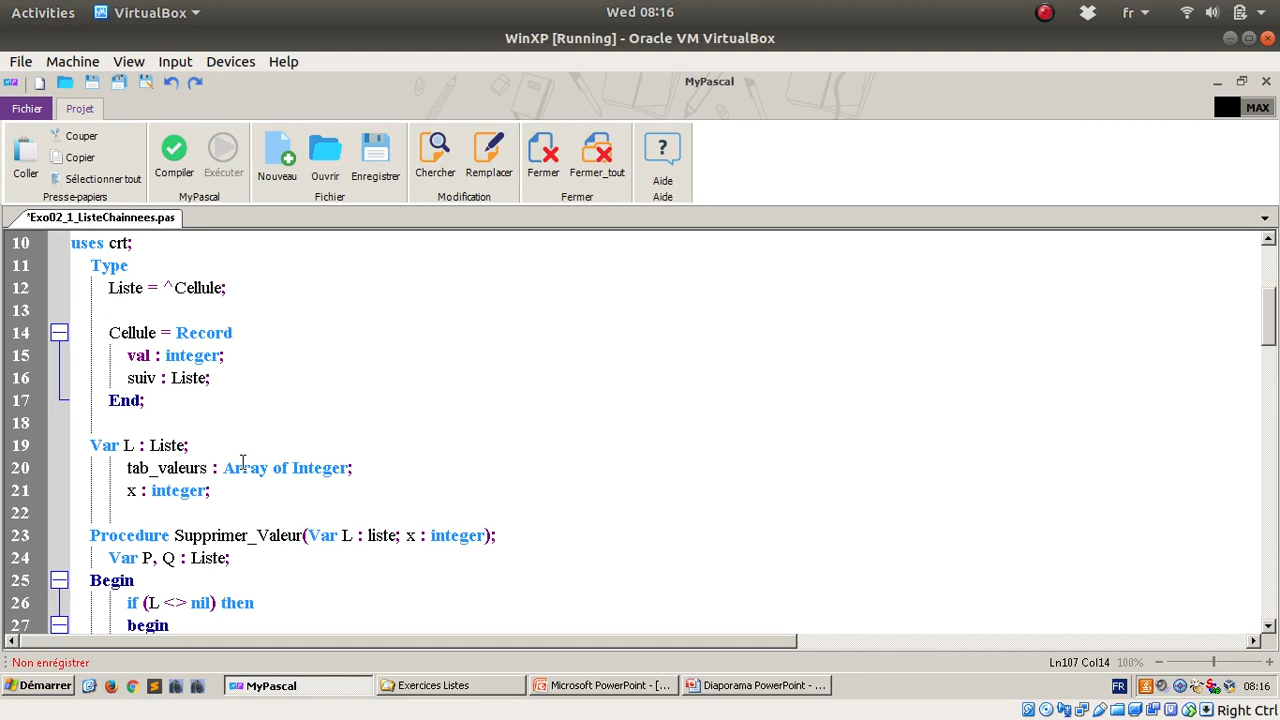 Activities VirtualBox Wed 08:16 fr
WinXP [Running] - Oracle VM VirtualBox
File Machine View Input Devices Help
MyPascal
Fichier Projet MAX
Coller Couper Copier Sélectionner tout Presse-papiers
Compiler Exécuter MyPascal
Nouveau Ouvrir Enregistrer Fichier
Chercher Remplacer Modification
Fermer Fermer_tout Fermer
? Aide Aide
*Exo02_1_ListeChainnees.pas
10 uses crt;
11 Type
12 Liste = ^Cellule;
13
14 Cellule = Record
15 val : integer;
16 suiv : Liste;
17 End;
18
19 Var L : Liste;
20 tab_valeurs : Array of Integer;
21 x : integer;
22
23 Procedure Supprimer_Valeur(Var L : liste; x : integer);
24 Var P, Q : Liste;
25 Begin
26 if (L <> nil) then
27 begin
Non enrégistrer Ln107 Col14 100%
Démarrer MyPascal Exercices Listes Microsoft PowerPoint - [... Diaporama PowerPoint - ... FR 08:16
Right Ctrl